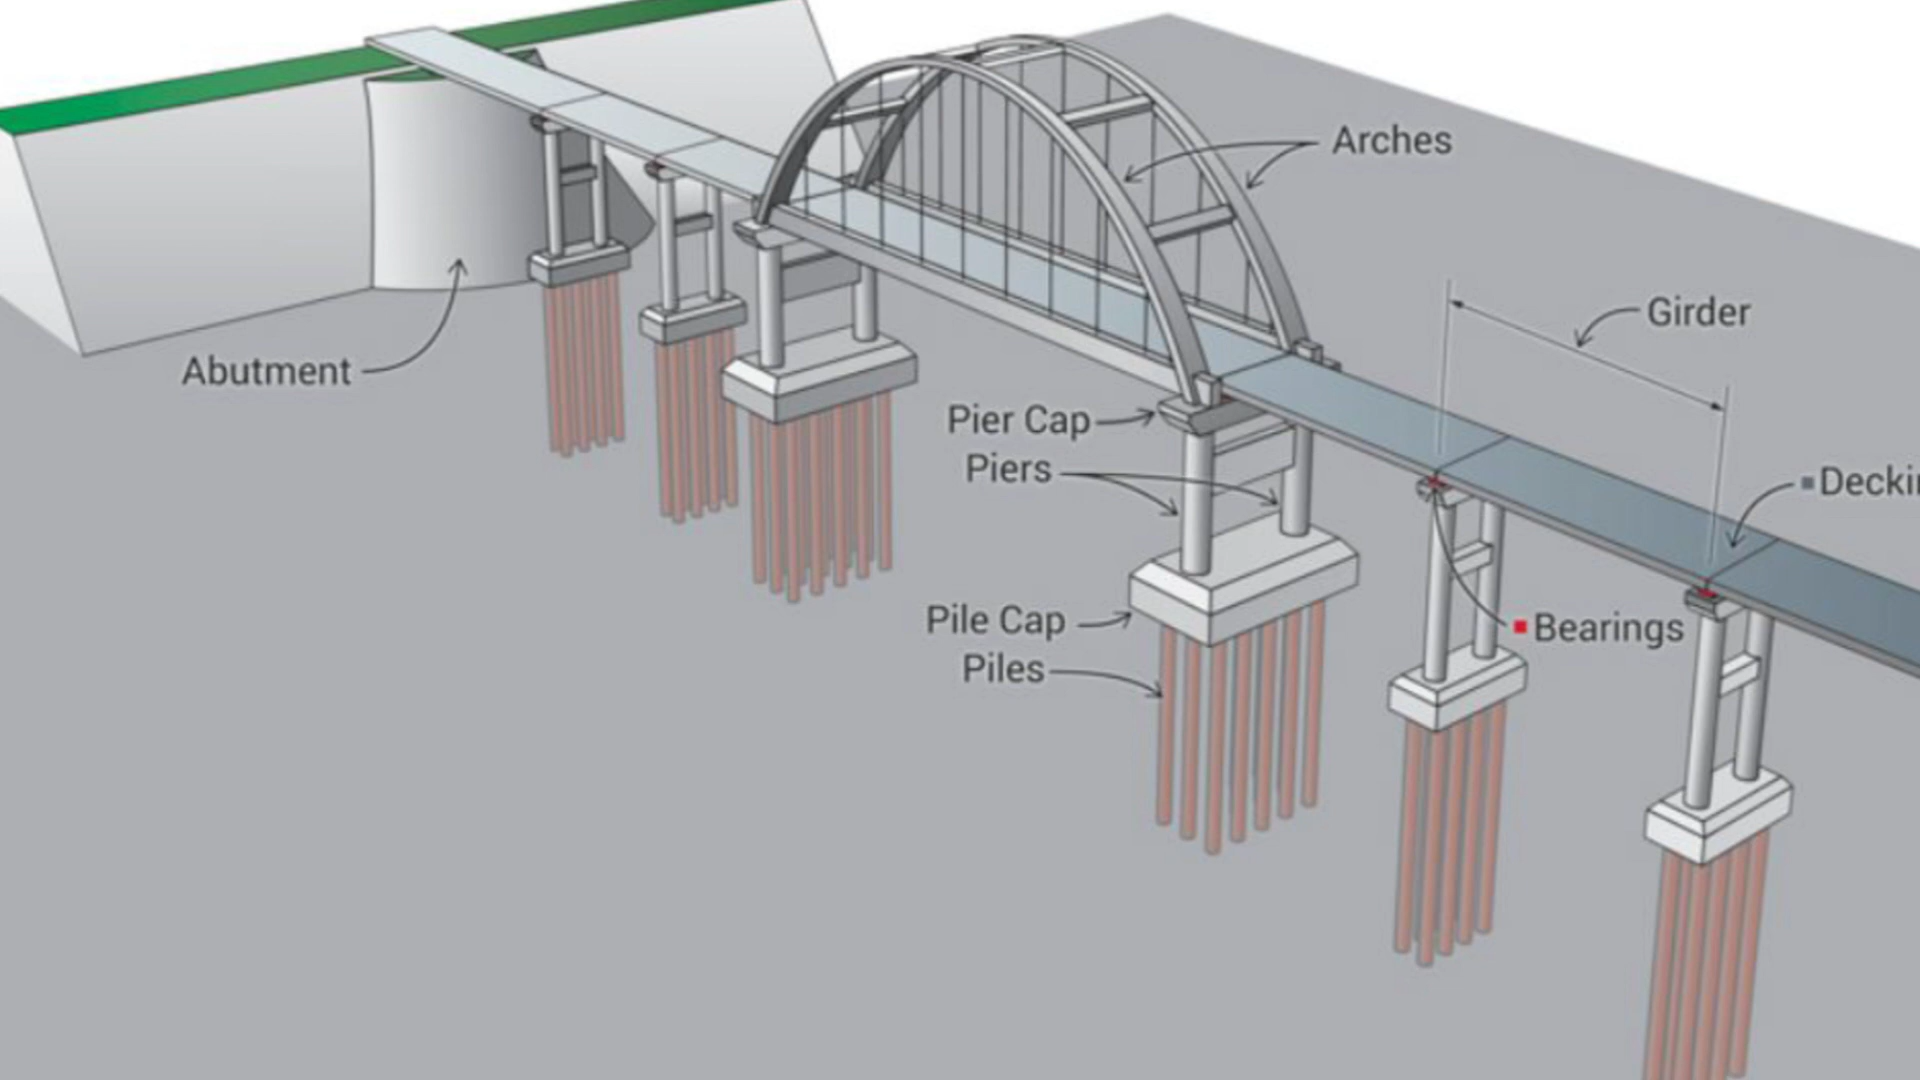 Arches
Girder
Abutment
Pier Cap
Piers
Bearings
Pile Cap
Piles